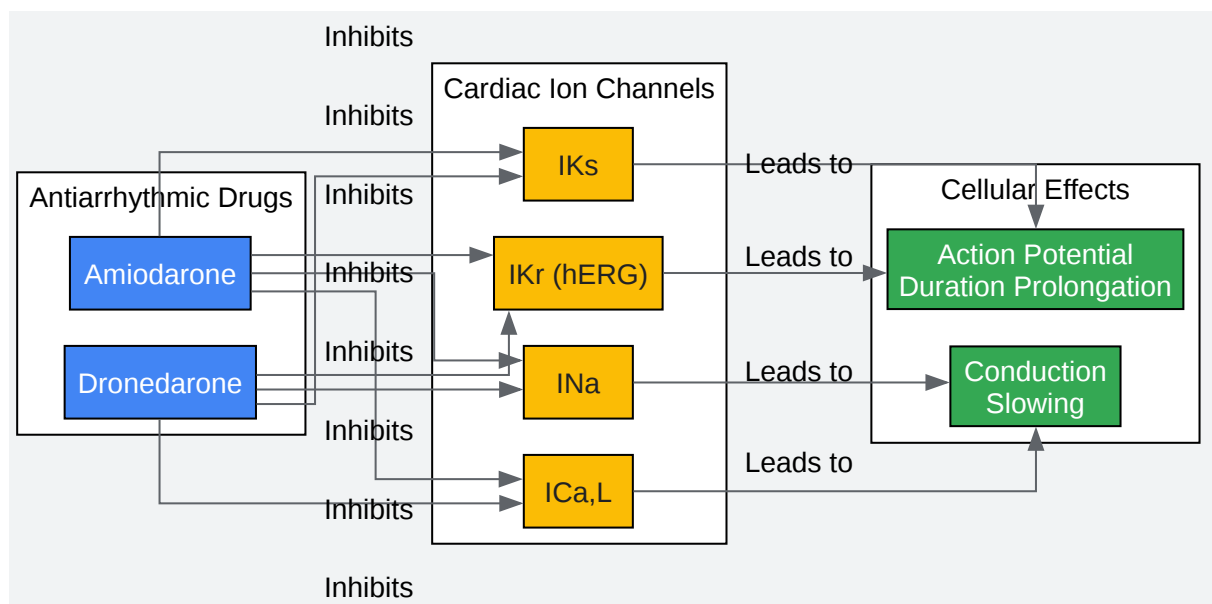 Inhibits
Cardiac Ion Channels
Inhibits
IKs
Leads to
Antiarrhythmic Drugs
Inhibits
Cellular Effects
Amiodarone
Inhibits
IKr (hERG)
Leads to
Action Potential
Duration Prolongation
Inhibits
Dronedarone
INa
Leads to
Conduction
Slowing
Inhibits
ICa,L
Leads to
Inhibits
Inhibits